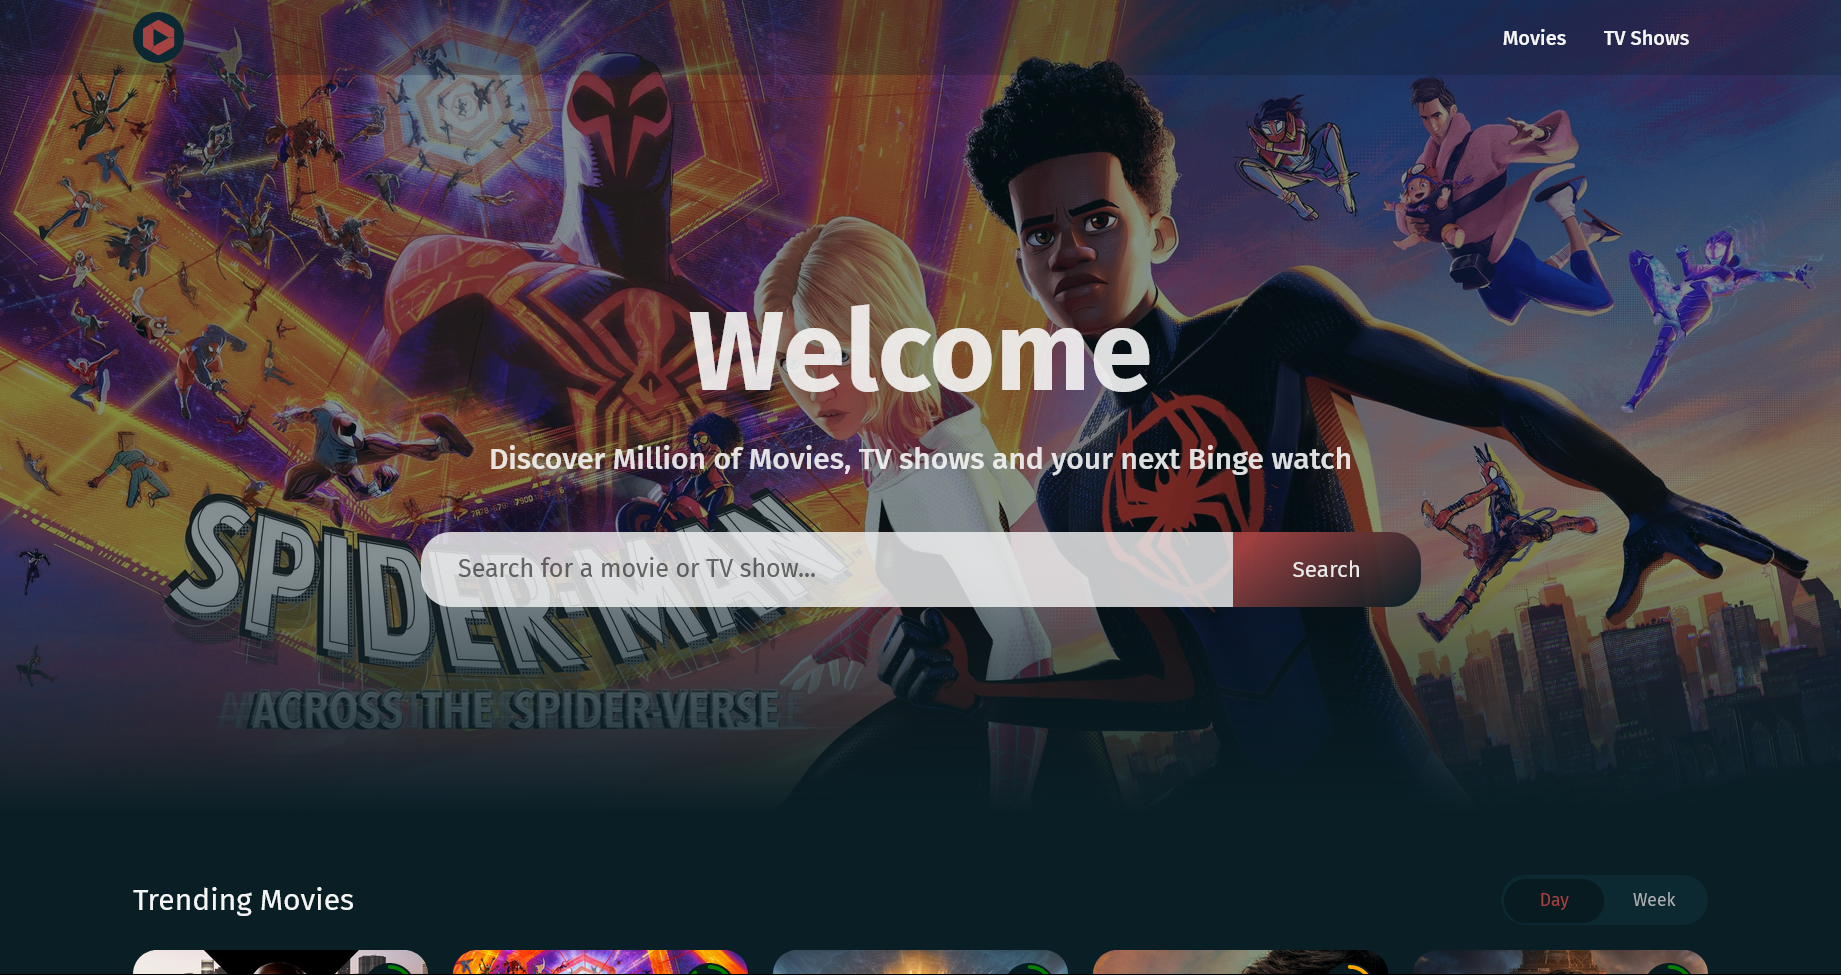 Movies
TV Shows
Welcome
Discover Million of Movies, TV shows and your next Binge watch
Search for a movie or TV show...
Search
SPIDER-MAN
ACROSS THE SPIDER-VERSE
Trending Movies
Day
Week